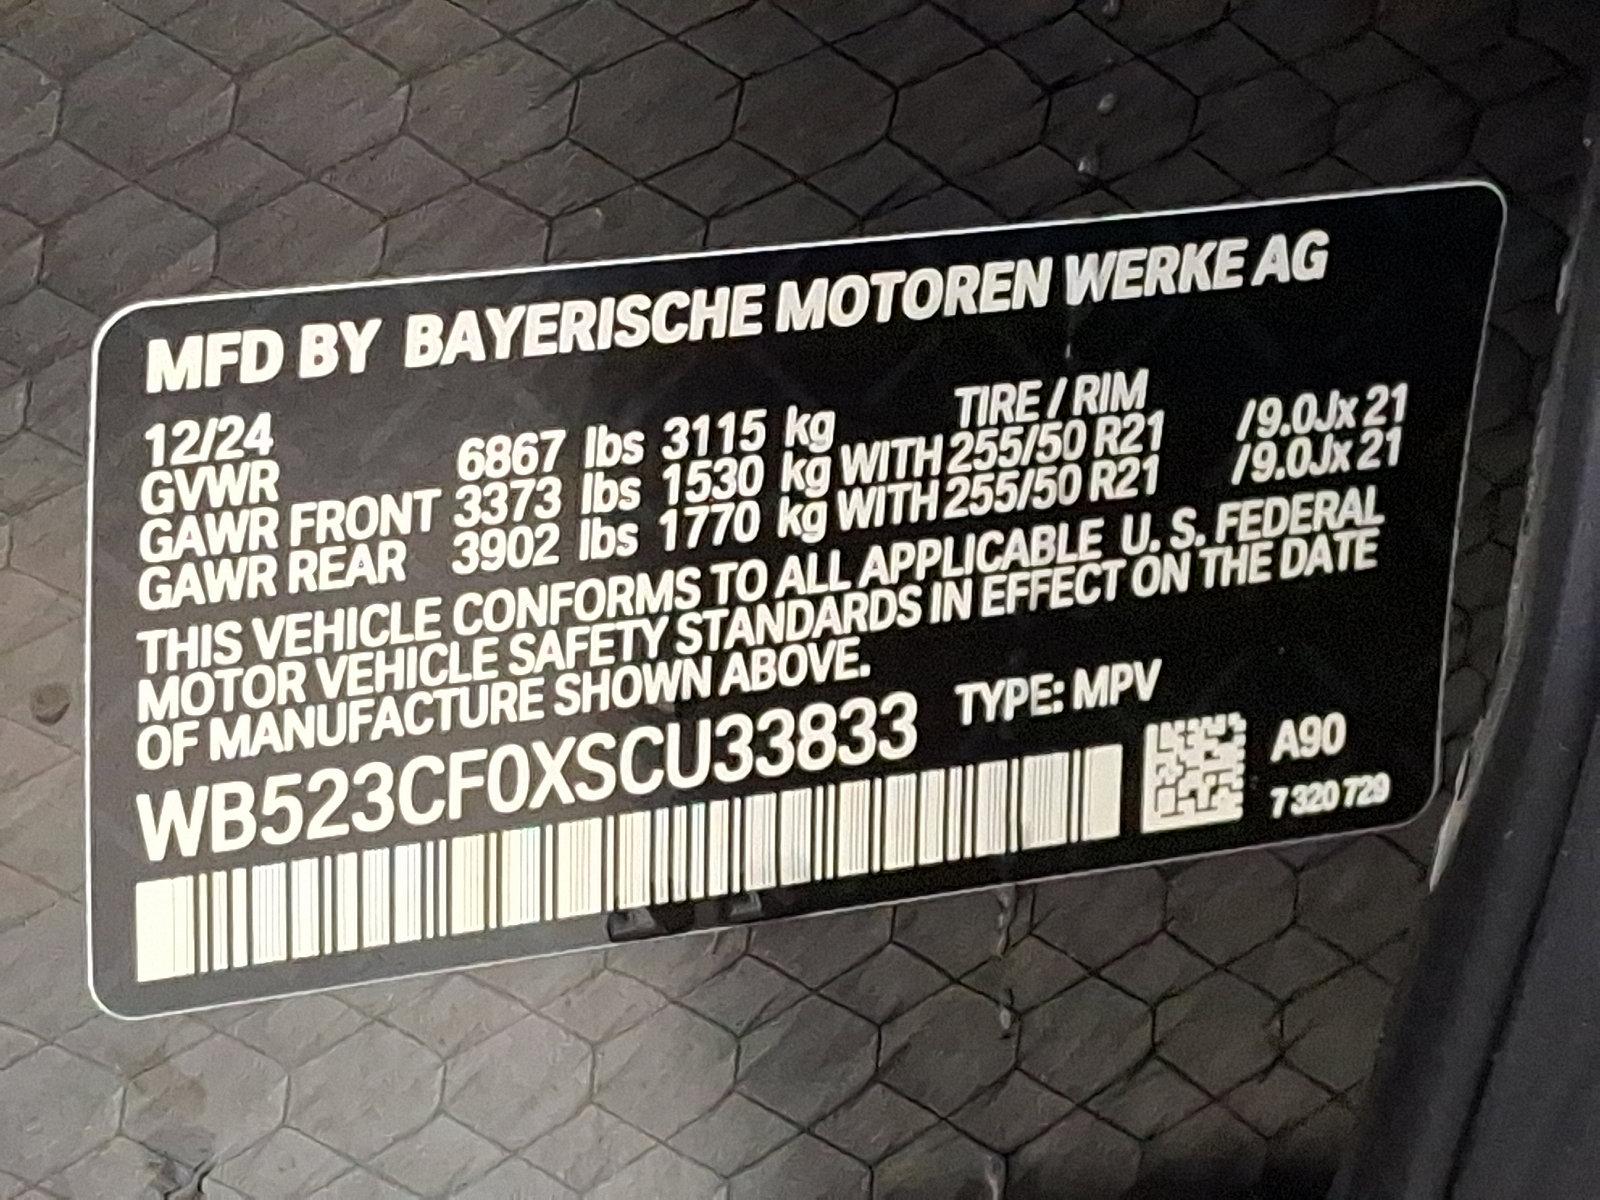 MFD BY BAYERISCHE MOTOREN WERKE AG
12/24 TIRE / RIM
GVWR 6867 lbs 3115 kg
GAWR FRONT 3373 lbs 1530 kg WITH 255/50 R21 /9.0Jx 21
GAWR REAR 3902 lbs 1770 kg WITH 255/50 R21 /9.0Jx 21
THIS VEHICLE CONFORMS TO ALL APPLICABLE U. S. FEDERAL
MOTOR VEHICLE SAFETY STANDARDS IN EFFECT ON THE DATE
OF MANUFACTURE SHOWN ABOVE.
WB523CF0XSCU33833 TYPE: MPV
A90
7 320 729